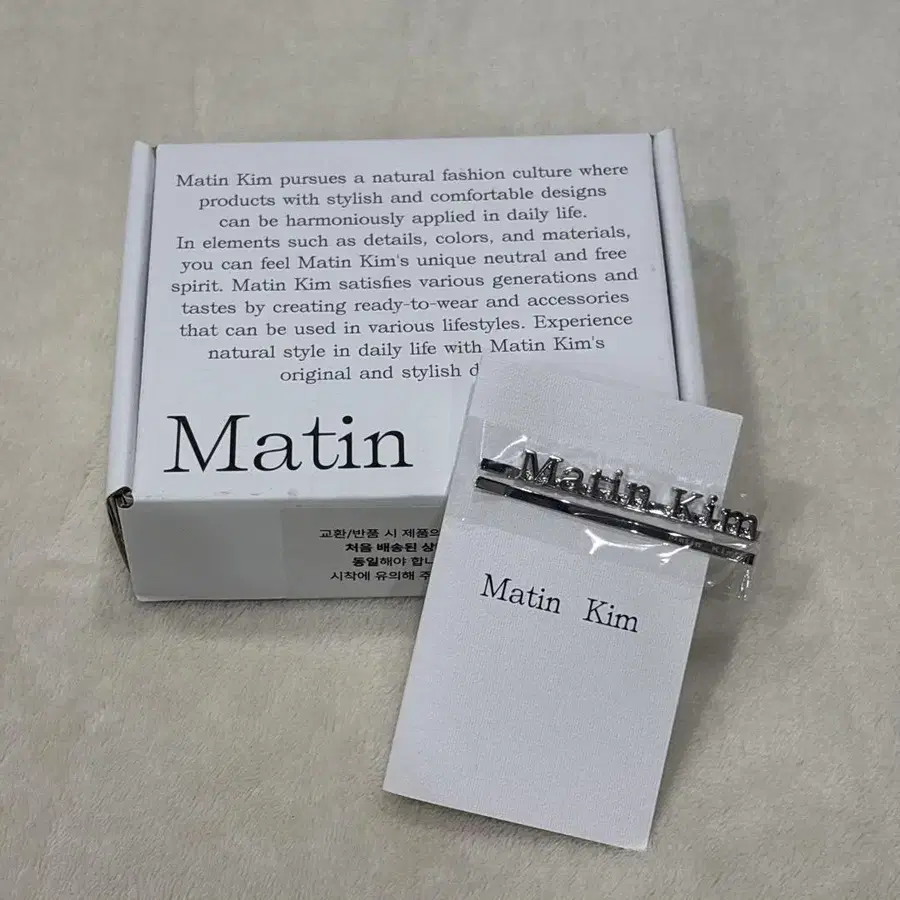 Matin Kim pursues a natural fashion culture where
products with stylish and comfortable designs
can be harmoniously applied in daily life.
In elements such as details, colors, and materials,
you can feel Matin Kim's unique neutral and free
spirit. Matin Kim satisfies various generations and
tastes by creating ready-to-wear and accessories
that can be used in various lifestyles. Experience
natural style in daily life with Matin Kim's
original and stylish d
Matin
교환/반품 시 제품의
처음 배송된 상
동일해야 합니
시작에 유의해 주
Matin Kim
Matin Kim
Matin Kim